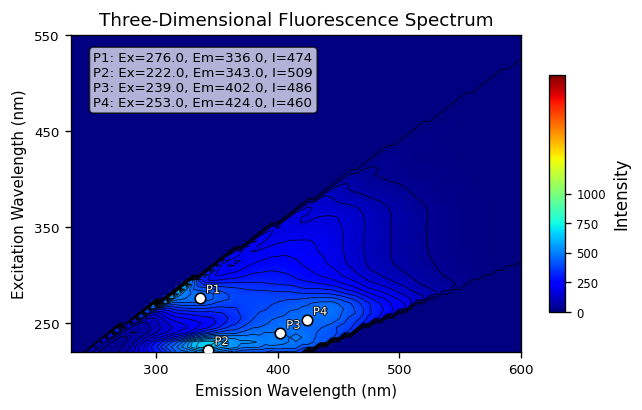 Three-Dimensional Fluorescence Spectrum
550
450
350
250
Excitation Wavelength (nm)
P1: Ex=276.0, Em=336.0, I=474
P2: Ex=222.0, Em=343.0, I=509
P3: Ex=239.0, Em=402.0, I=486
P4: Ex=253.0, Em=424.0, I=460
P1
P4
P3
P2
300 400 500 600
Emission Wavelength (nm)
1000
750
500
250
0
Intensity